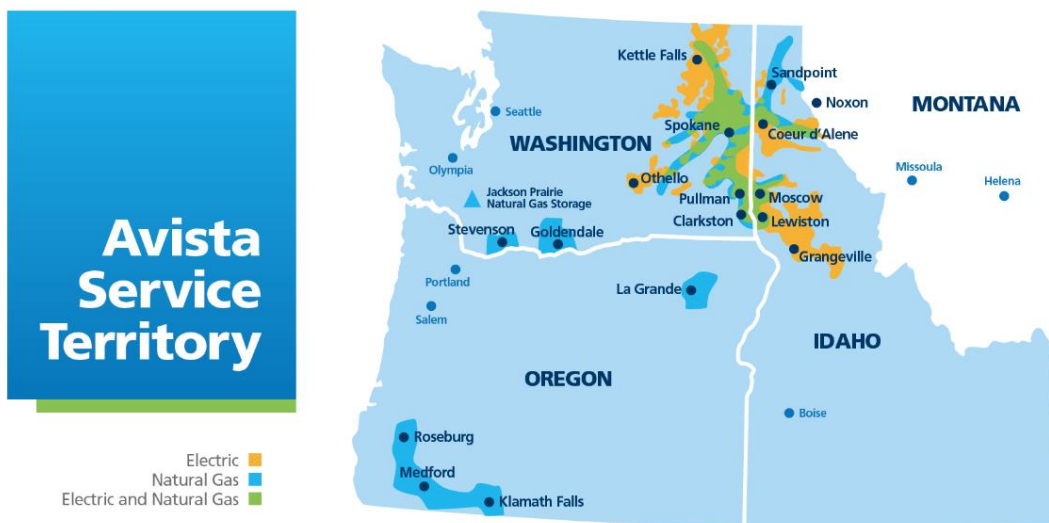 Avista
Service
Territory
Electric
Natural Gas
Electric and Natural Gas
Kettle Falls
Sandpoint
Noxon
MONTANA
Seattle
Spokane
Coeur d'Alene
WASHINGTON
Olympia
Othello
Missoula
Helena
Jackson Prairie
Natural Gas Storage
Pullman
Moscow
Clarkston
Lewiston
Stevenson
Goldendale
Grangeville
Portland
La Grande
Salem
IDAHO
OREGON
Boise
Roseburg
Medford
Klamath Falls